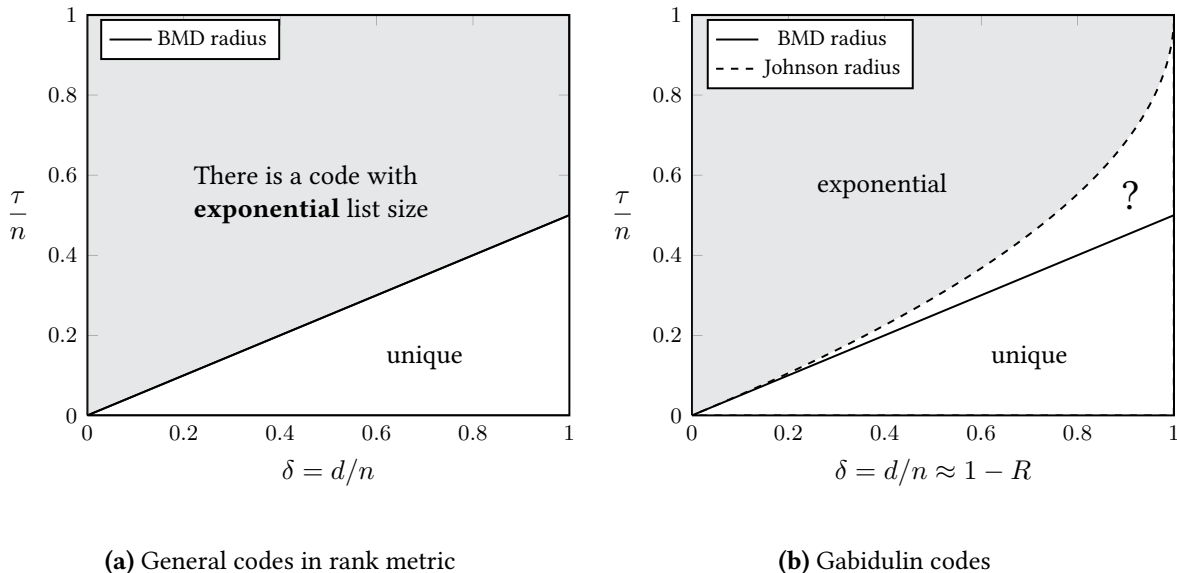 1
0.8
0.6
0.4
0.2
0
τ/n
BMD radius
There is a code with
exponential list size
unique
0 0.2 0.4 0.6 0.8 1
δ = d/n
(a) General codes in rank metric
1
0.8
0.6
0.4
0.2
0
τ/n
BMD radius
Johnson radius
exponential
?
unique
0 0.2 0.4 0.6 0.8 1
δ = d/n ≈ 1 − R
(b) Gabidulin codes